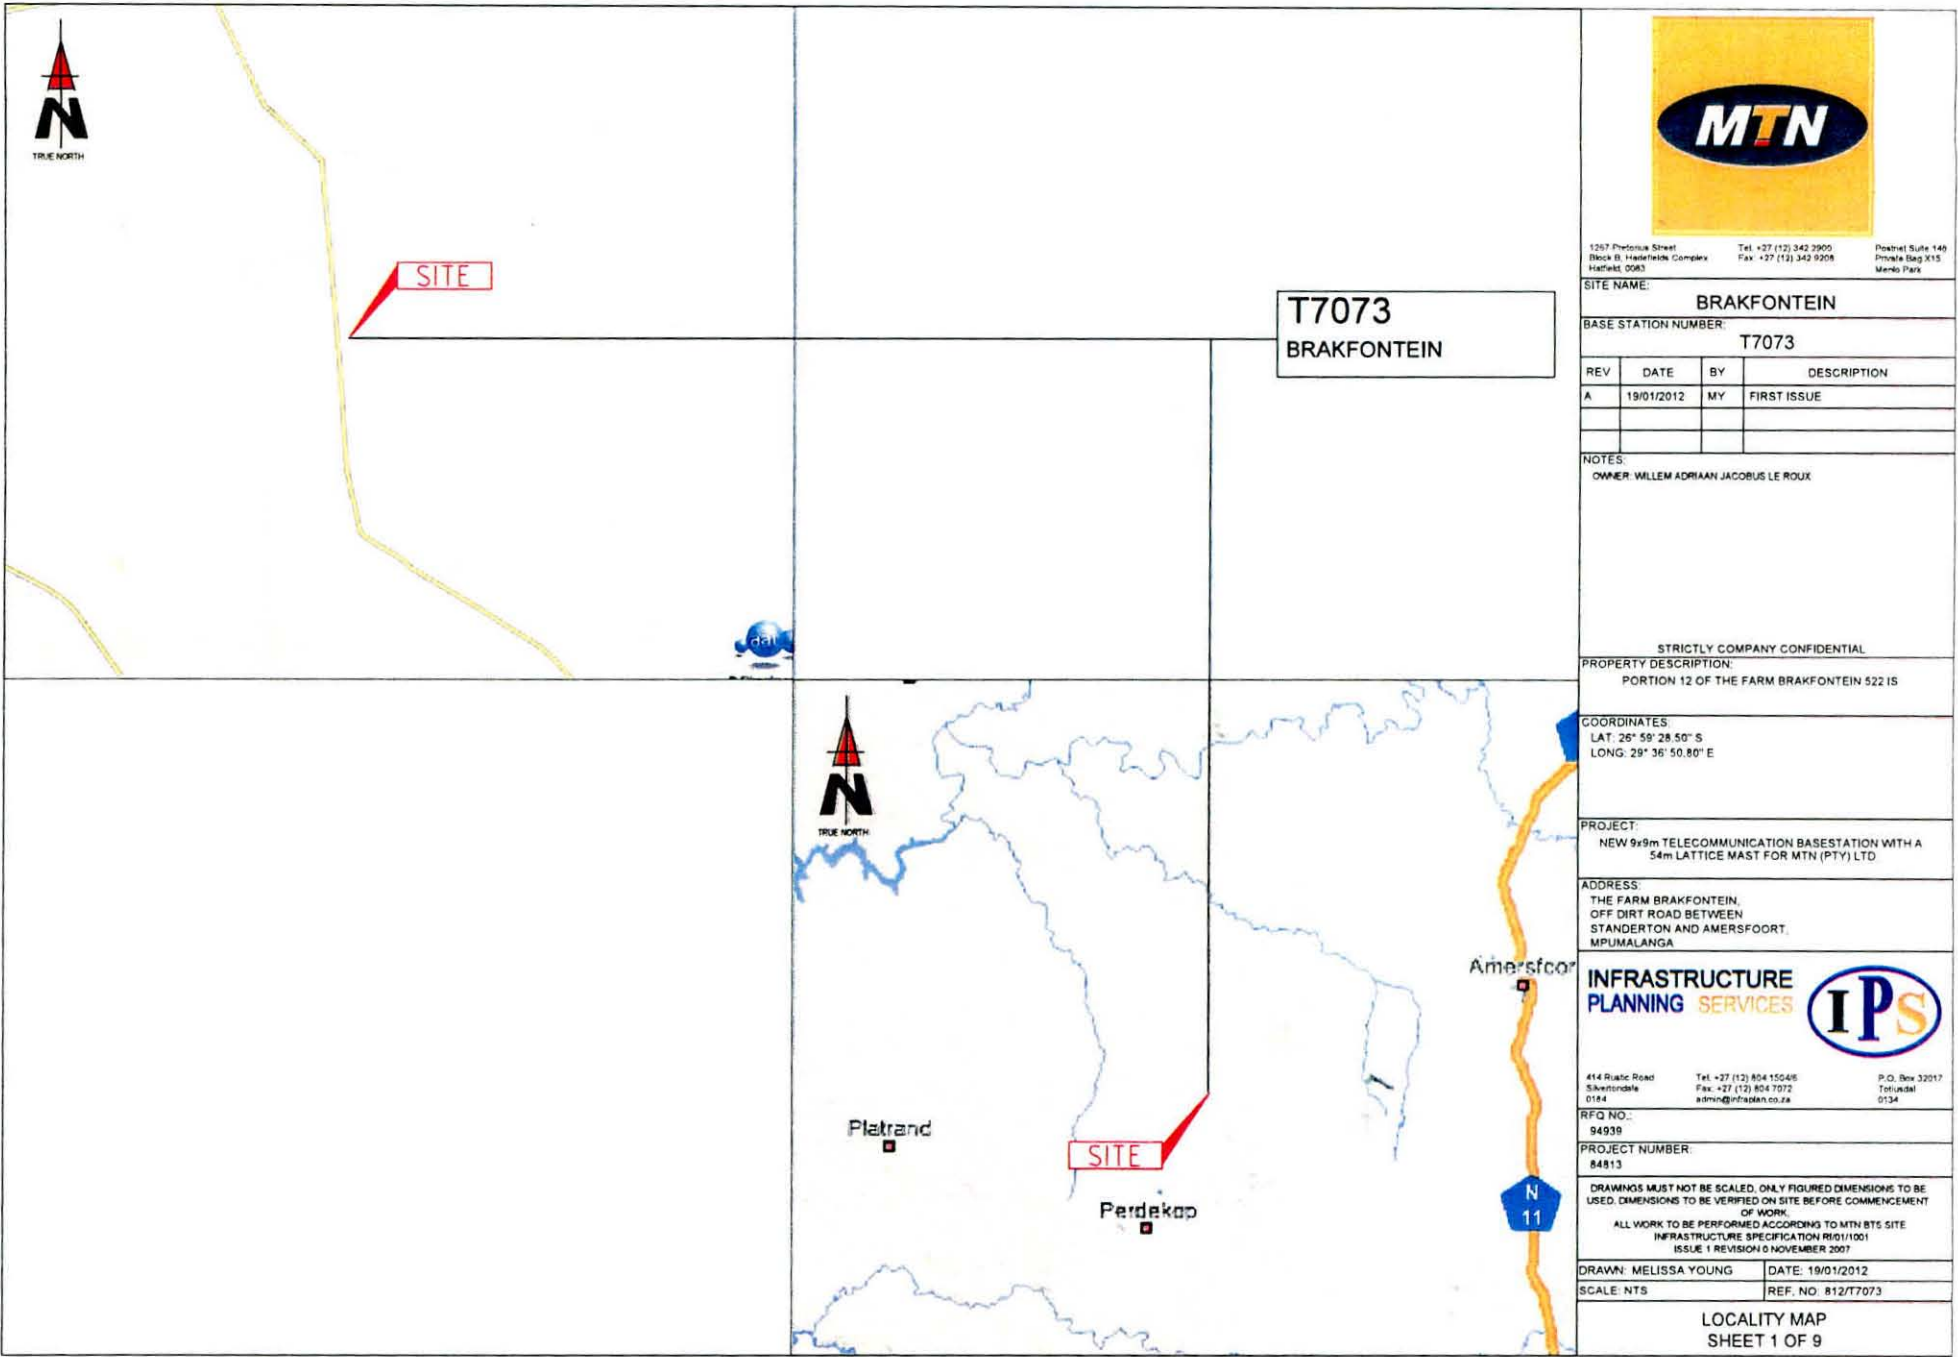 N
TRUE NORTH
SITE
T7073
BRAKFONTEIN
N
TRUE NORTH
Amersfoor
Platrand
SITE
Perdekop
N
11
MTN
1267 Pretorius Street
Block B, Hadefields Complex
Hatfield, 0083
Tel. +27 (12) 342 2900
Fax: +27 (12) 342 9208
Postnet Suite 148
Private Bag X15
Menlo Park
SITE NAME:
BRAKFONTEIN
BASE STATION NUMBER:
T7073
REV DATE BY DESCRIPTION
A 19/01/2012 MY FIRST ISSUE
NOTES:
OWNER: WILLEM ADRIAAN JACOBUS LE ROUX
STRICTLY COMPANY CONFIDENTIAL
PROPERTY DESCRIPTION:
PORTION 12 OF THE FARM BRAKFONTEIN 522 IS
COORDINATES:
LAT: 26° 59' 28.50" S
LONG: 29° 36' 50.80" E
PROJECT:
NEW 9x9m TELECOMMUNICATION BASESTATION WITH A
54m LATTICE MAST FOR MTN (PTY) LTD
ADDRESS:
THE FARM BRAKFONTEIN,
OFF DIRT ROAD BETWEEN
STANDERTON AND AMERSFOORT,
MPUMALANGA
INFRASTRUCTURE
PLANNING SERVICES
IPS
414 Rustic Road
Silvertondale
0184
Tel. +27 (12) 804 1504/6
Fax: +27 (12) 804 7072
admin@infraplan.co.za
P.O. Box 32017
Totiusdal
0134
RFQ NO.:
94939
PROJECT NUMBER:
84813
DRAWINGS MUST NOT BE SCALED, ONLY FIGURED DIMENSIONS TO BE
USED. DIMENSIONS TO BE VERIFIED ON SITE BEFORE COMMENCEMENT
OF WORK.
ALL WORK TO BE PERFORMED ACCORDING TO MTN BTS SITE
INFRASTRUCTURE SPECIFICATION RI/01/1001
ISSUE 1 REVISION 0 NOVEMBER 2007
DRAWN: MELISSA YOUNG DATE: 19/01/2012
SCALE: NTS REF. NO: 812/T7073
LOCALITY MAP
SHEET 1 OF 9